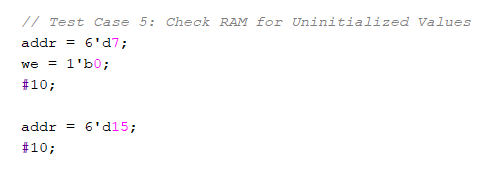 // Test Case 5: Check RAM for Uninitialized Values
addr = 6'd7;
we = 1'b0;
#10;
addr = 6'd15;
#10;